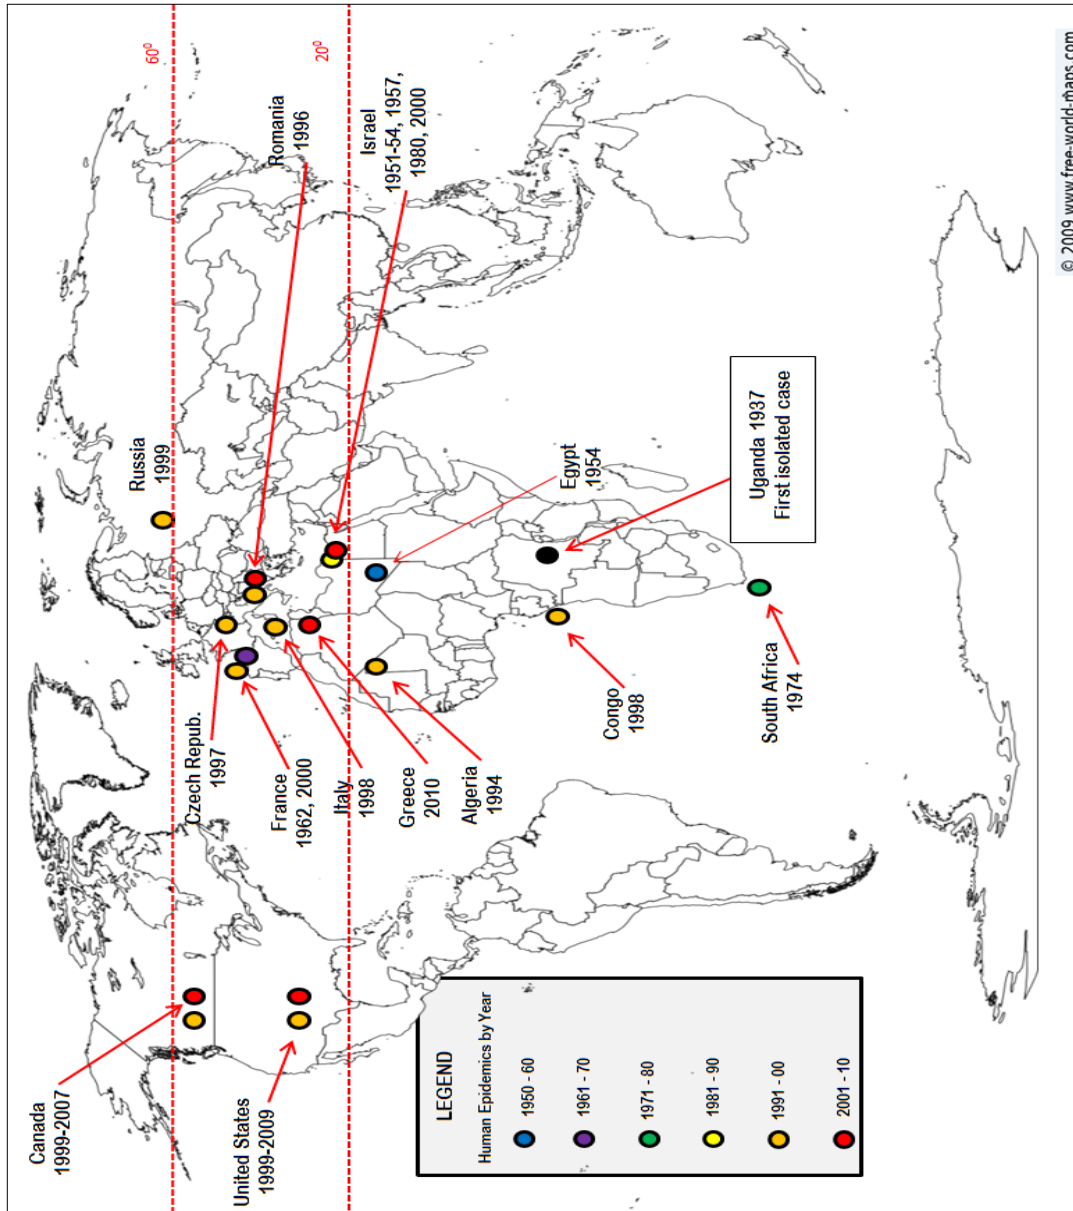 60⁰
20⁰
Canada
1999-2007
United States
1999-2009
Czech Repub.
1997
France
1962, 2000
Italy
1998
Greece
2010
Algeria
1994
Congo
1998
South Africa
1974
Russia
1999
Romania
1996
Israel
1951-54, 1957,
1980, 2000
Egypt
1954
Uganda 1937
First isolated case
LEGEND
Human Epidemics by Year
1950 - 60
1961 - 70
1971 - 80
1981 - 90
1991 - 00
2001 - 10
© 2009 www.free-world-maps.com